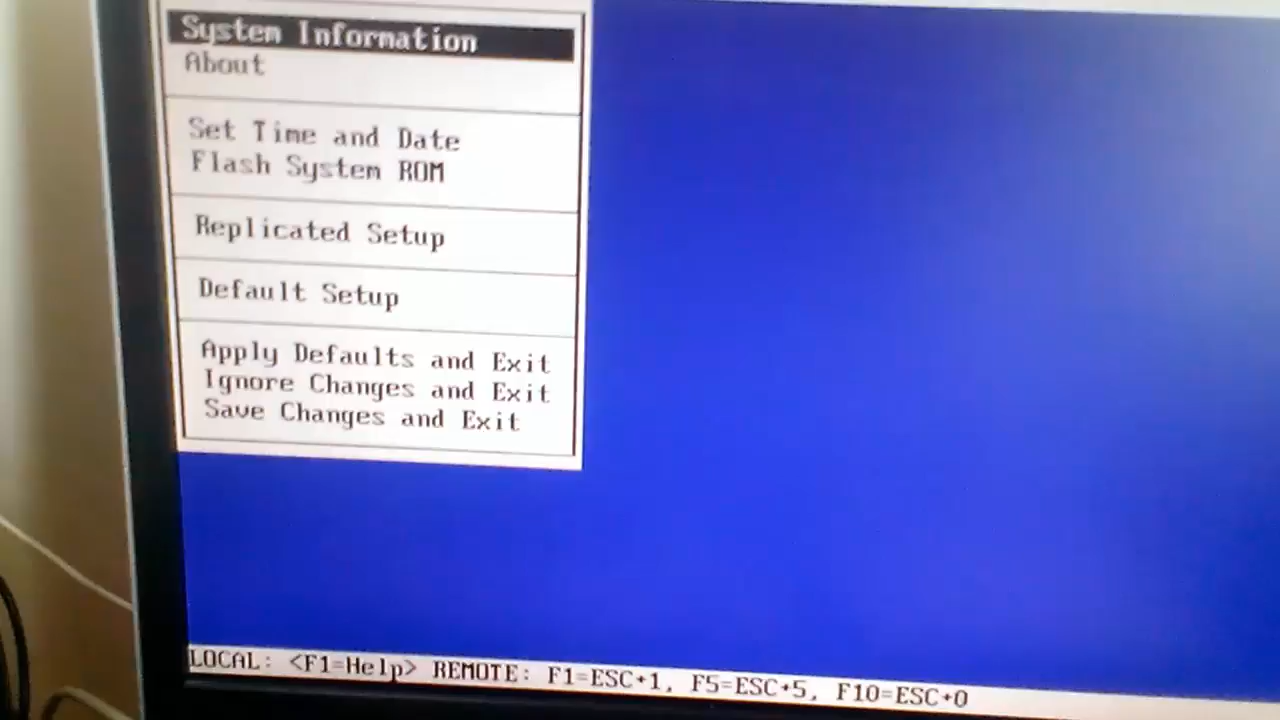 System Information
About
Set Time and Date
Flash System ROM
Replicated Setup
Default Setup
Apply Defaults and Exit
Ignore Changes and Exit
Save Changes and Exit
LOCAL: <F1=Help> REMOTE: F1=ESC+1, F5=ESC+5, F10=ESC+0